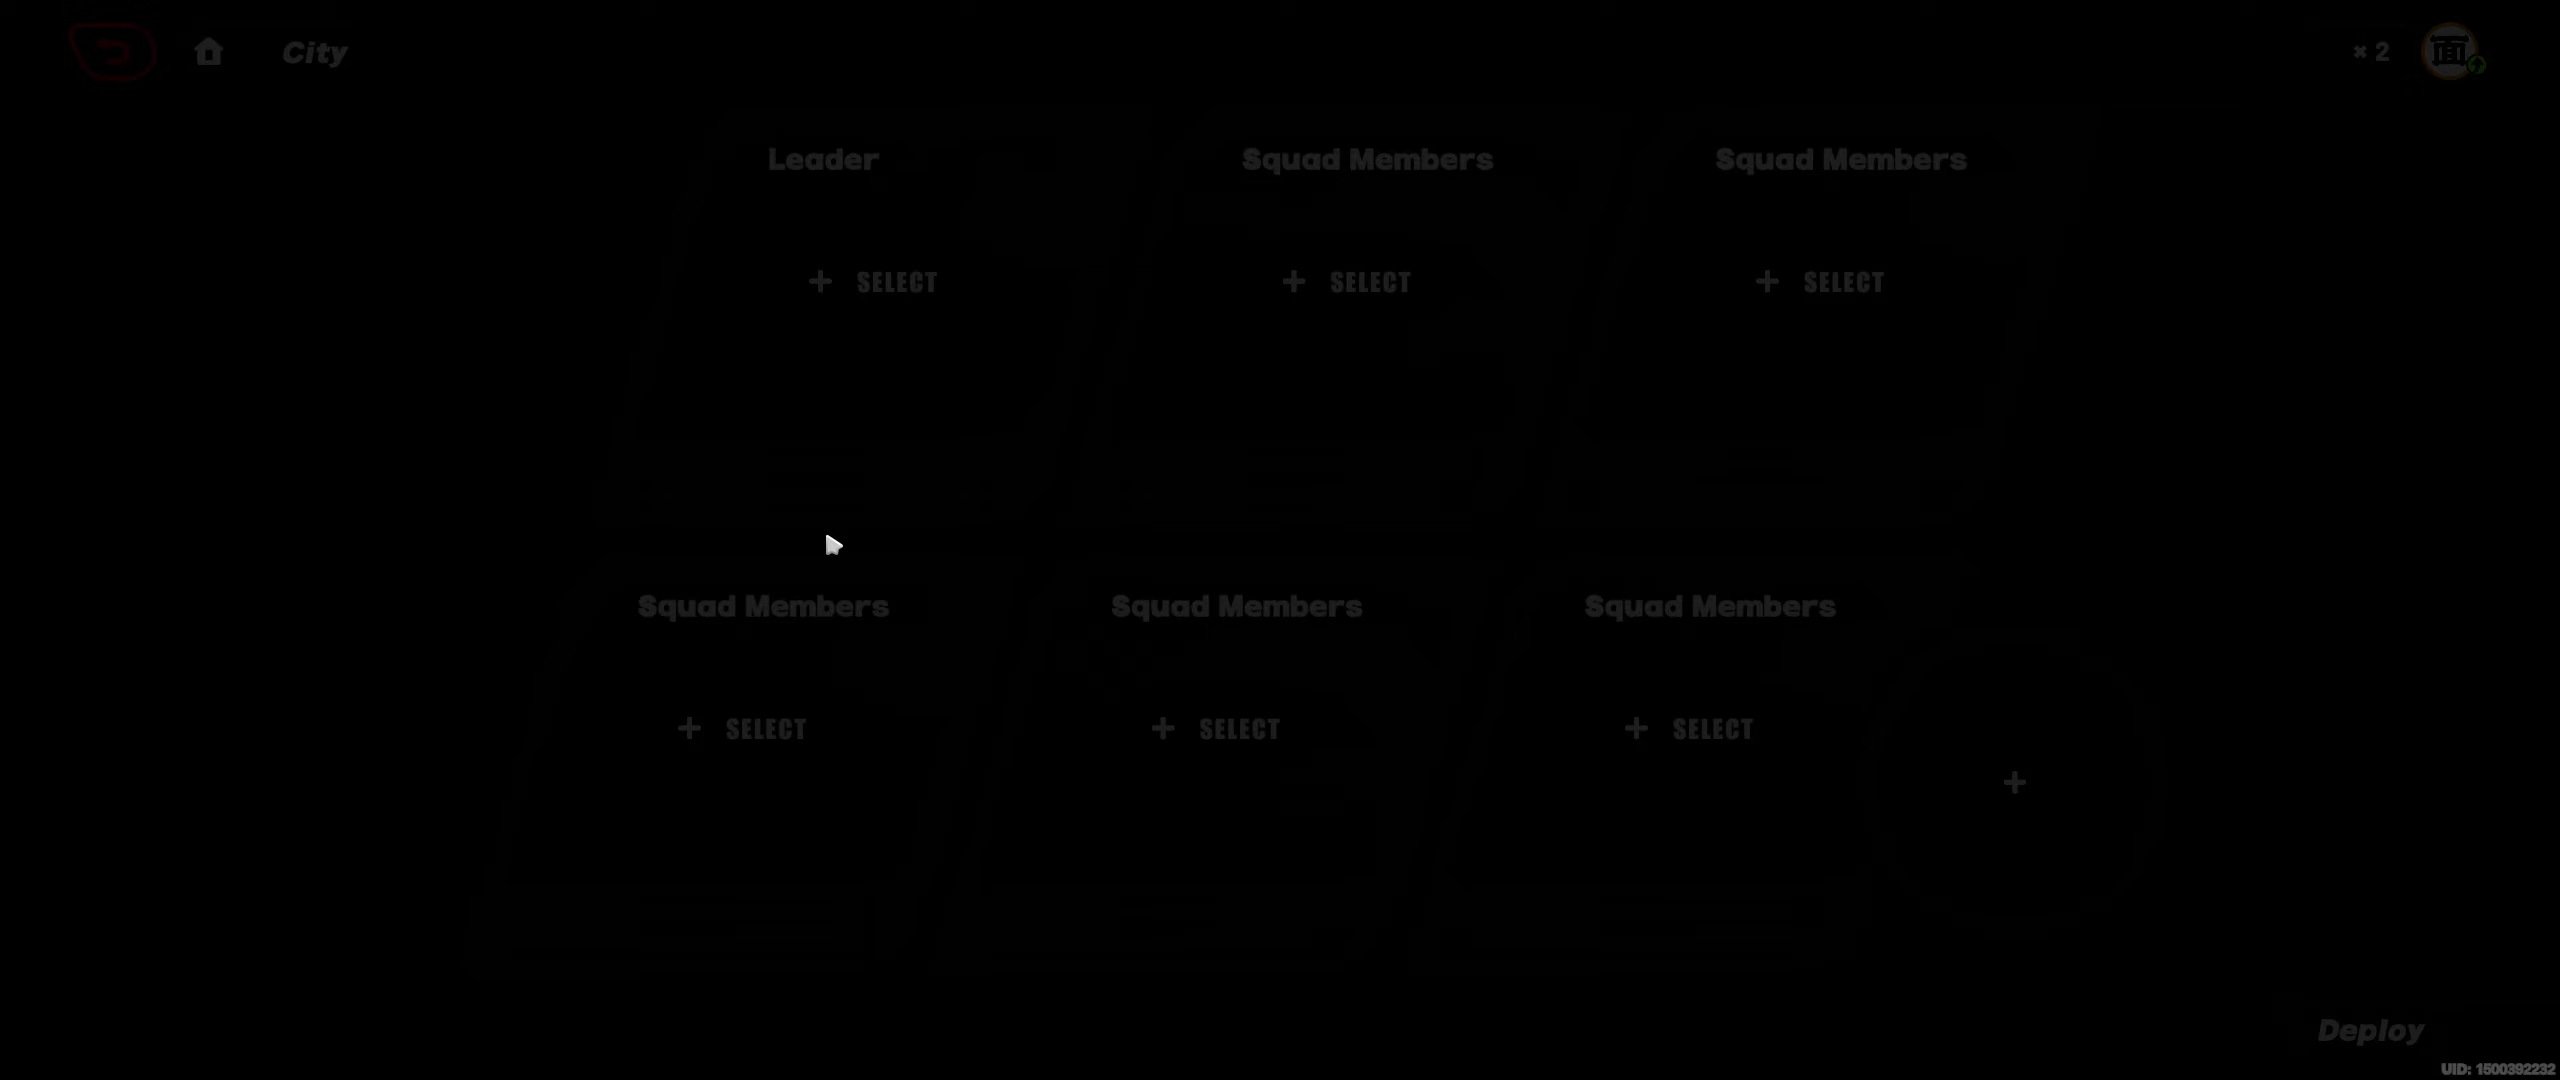 City
× 2
Leader
Squad Members
Squad Members
SELECT
SELECT
SELECT
Squad Members
Squad Members
Squad Members
SELECT
SELECT
SELECT
Deploy
UID: 1500392232